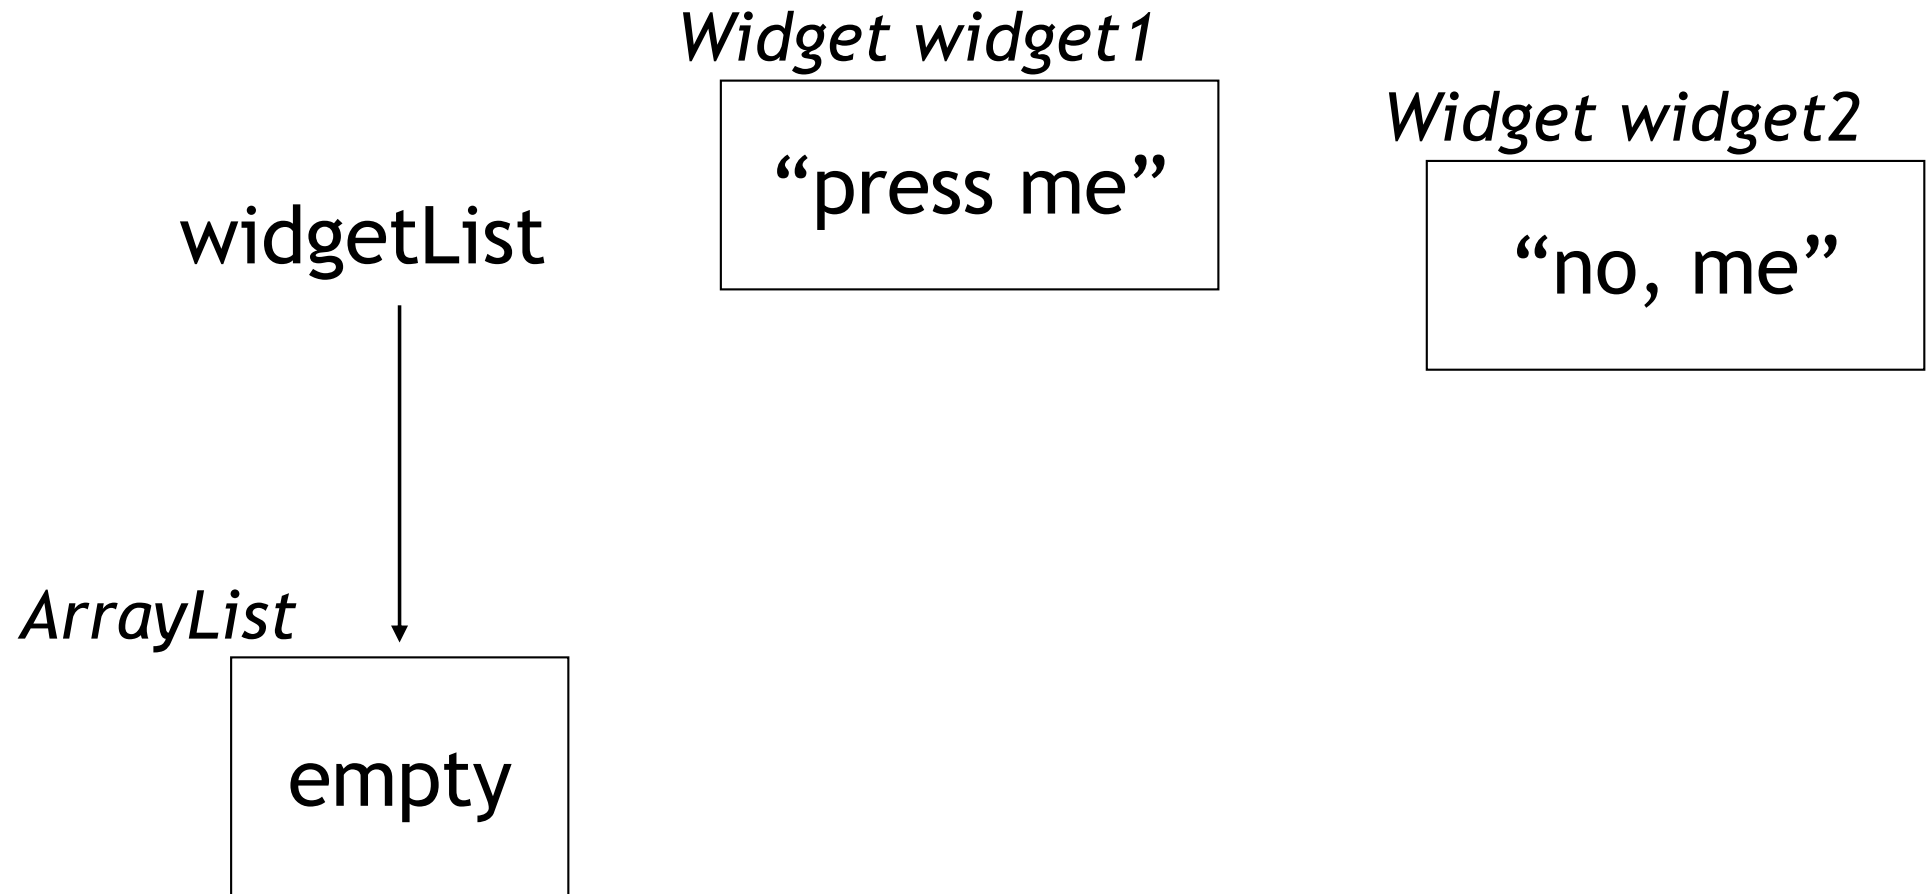 Widget widget1
“press me”
Widget widget2
“no, me”
widgetList
ArrayList
empty